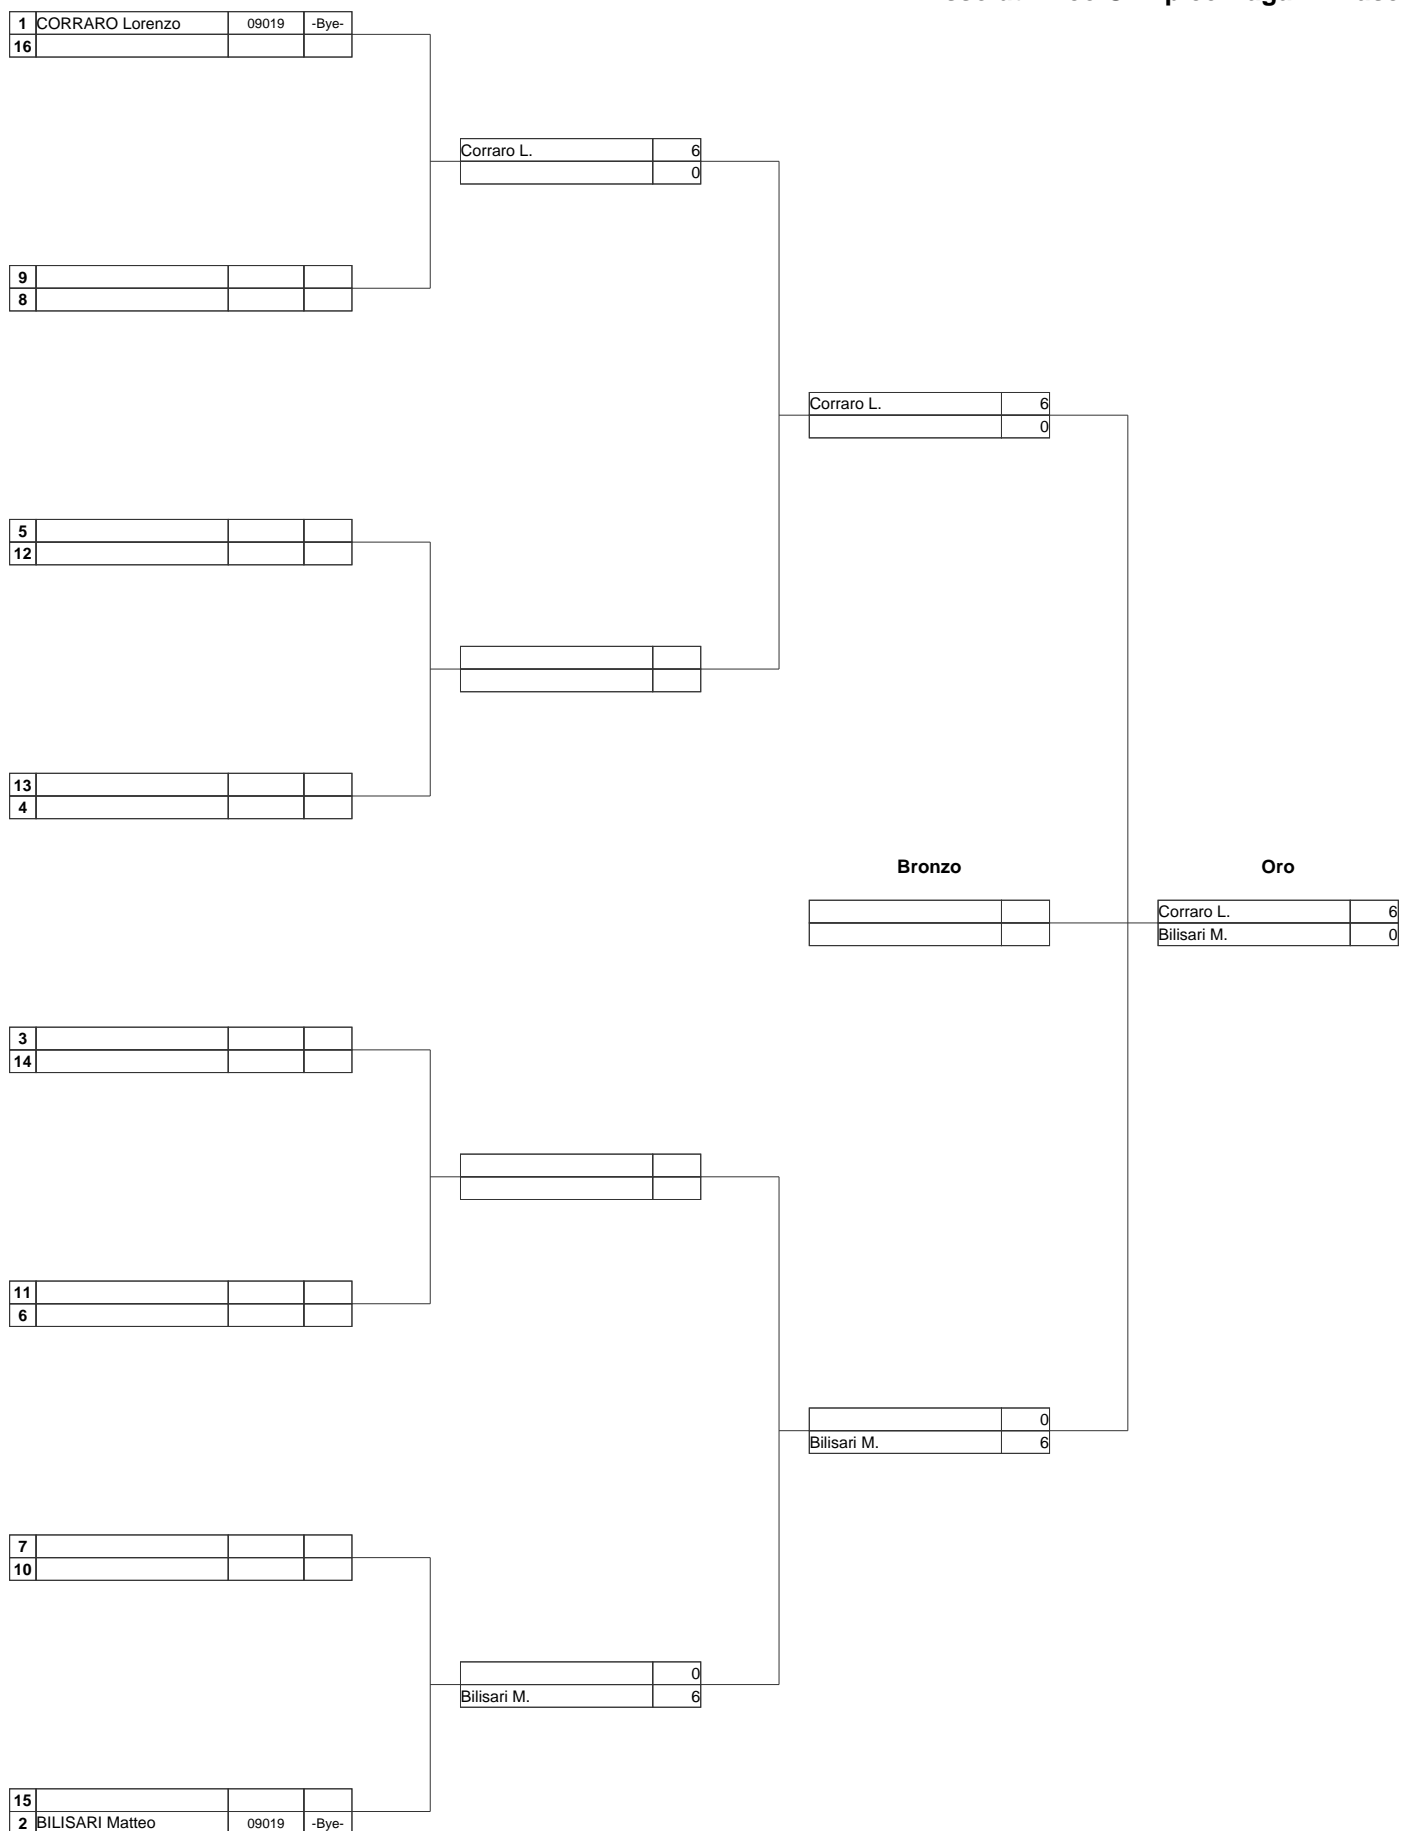 1 CORRARO Lorenzo 09019 -Bye-
16
Corraro L. 6
0
9
8
Corraro L. 6
0
5
12
13
4
Bronzo Oro
Corraro L. 6
Bilisari M. 0
3
14
11
6
0
Bilisari M. 6
7
10
0
Bilisari M. 6
15
2 BILISARI Matteo 09019 -Bye-